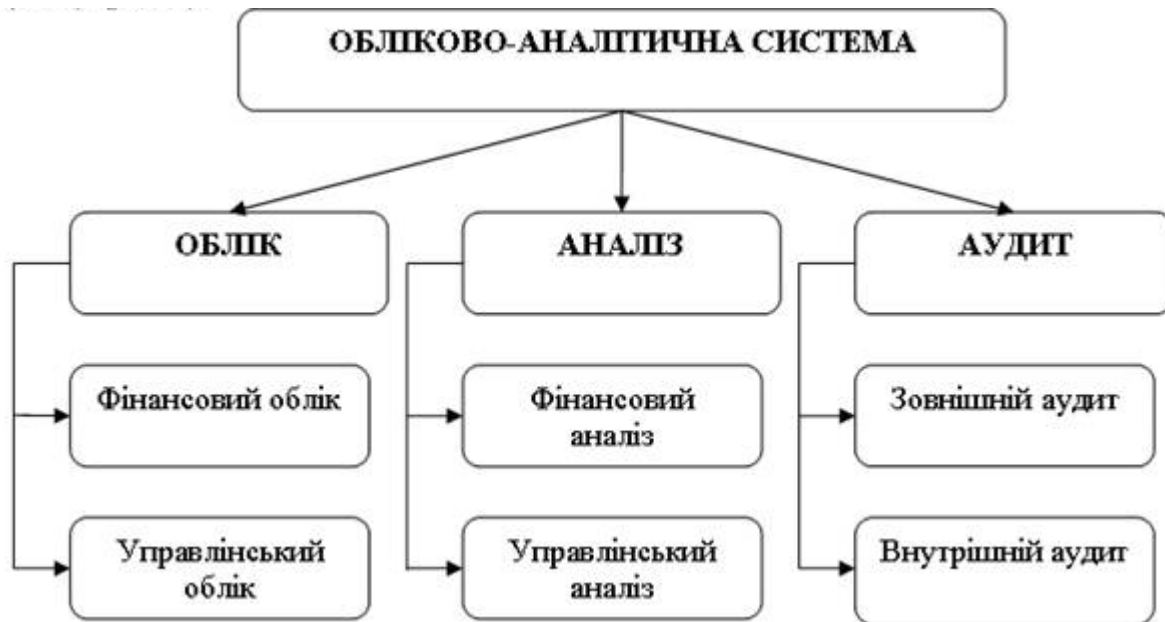 ОБЛІКОВО-АНАЛІТИЧНА СИСТЕМА
ОБЛІК
АНАЛІЗ
АУДИТ
Фінансовий облік
Фінансовий
аналіз
Зовнішній аудит
Управлінський
облік
Управлінський
аналіз
Внутрішній аудит